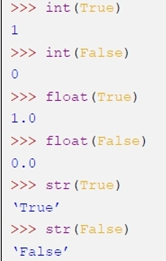 >>> int(True)
1
>>> int(False)
0
>>> float(True)
1.0
>>> float(False)
0.0
>>> str(True)
‘True’
>>> str(False)
‘False’